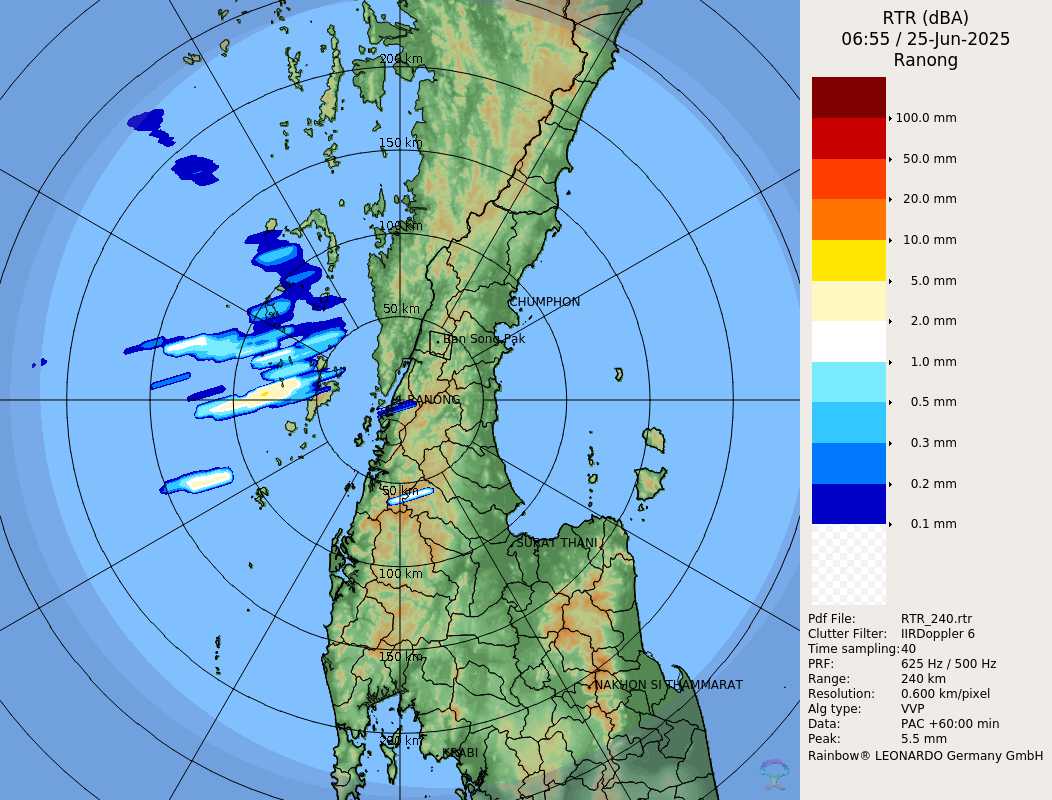 RTR (dBA)
06:55 / 25-Jun-2025
Ranong
100.0 mm
50.0 mm
20.0 mm
10.0 mm
5.0 mm
2.0 mm
1.0 mm
0.5 mm
0.3 mm
0.2 mm
0.1 mm
Pdf File: RTR_240.rtr
Clutter Filter: IIRDoppler 6
Time sampling:40
PRF: 625 Hz / 500 Hz
Range: 240 km
Resolution: 0.600 km/pixel
Alg type: VVP
Data: PAC +60:00 min
Peak: 5.5 mm
Rainbow® LEONARDO Germany GmbH
200 km
150 km
100 km
50 km
CHUMPHON
Ban Song Pak
RANONG
50 km
SURAT THANI
100 km
150 km
NAKHON SI THAMMARAT
200 km
KRABI